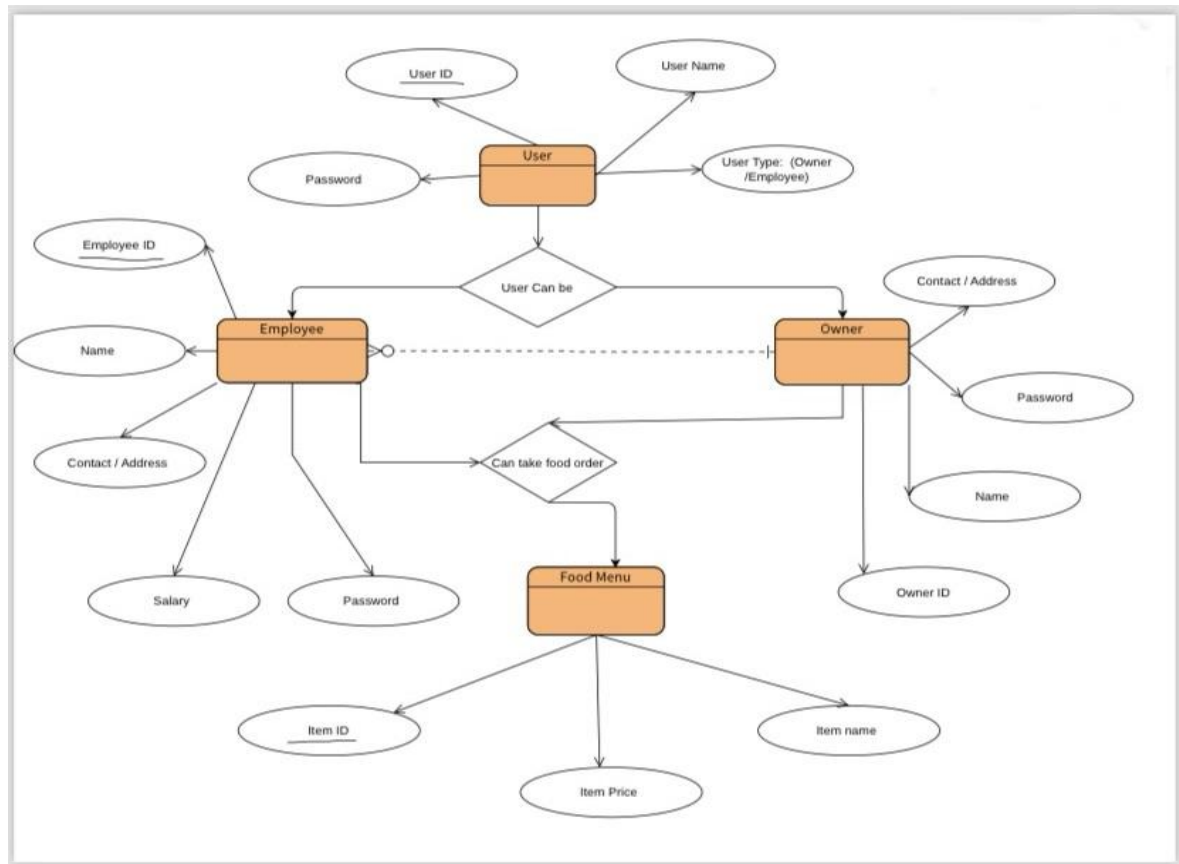 User ID
User Name
User
Password
User Type:  (Owner
/Employee)
Employee ID
User Can be
Contact / Address
Employee
Owner
Name
Password
Contact / Address
Can take food order
Name
Food Menu
Salary
Password
Owner ID
Item ID
Item name
Item Price